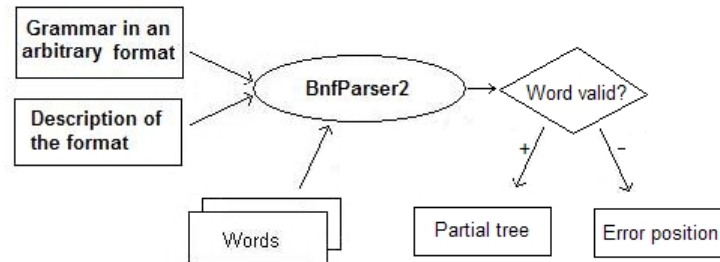 Grammar in an
arbitrary format
BnfParser2
Word valid?
Description of
the format
+
−
Words
Partial tree
Error position